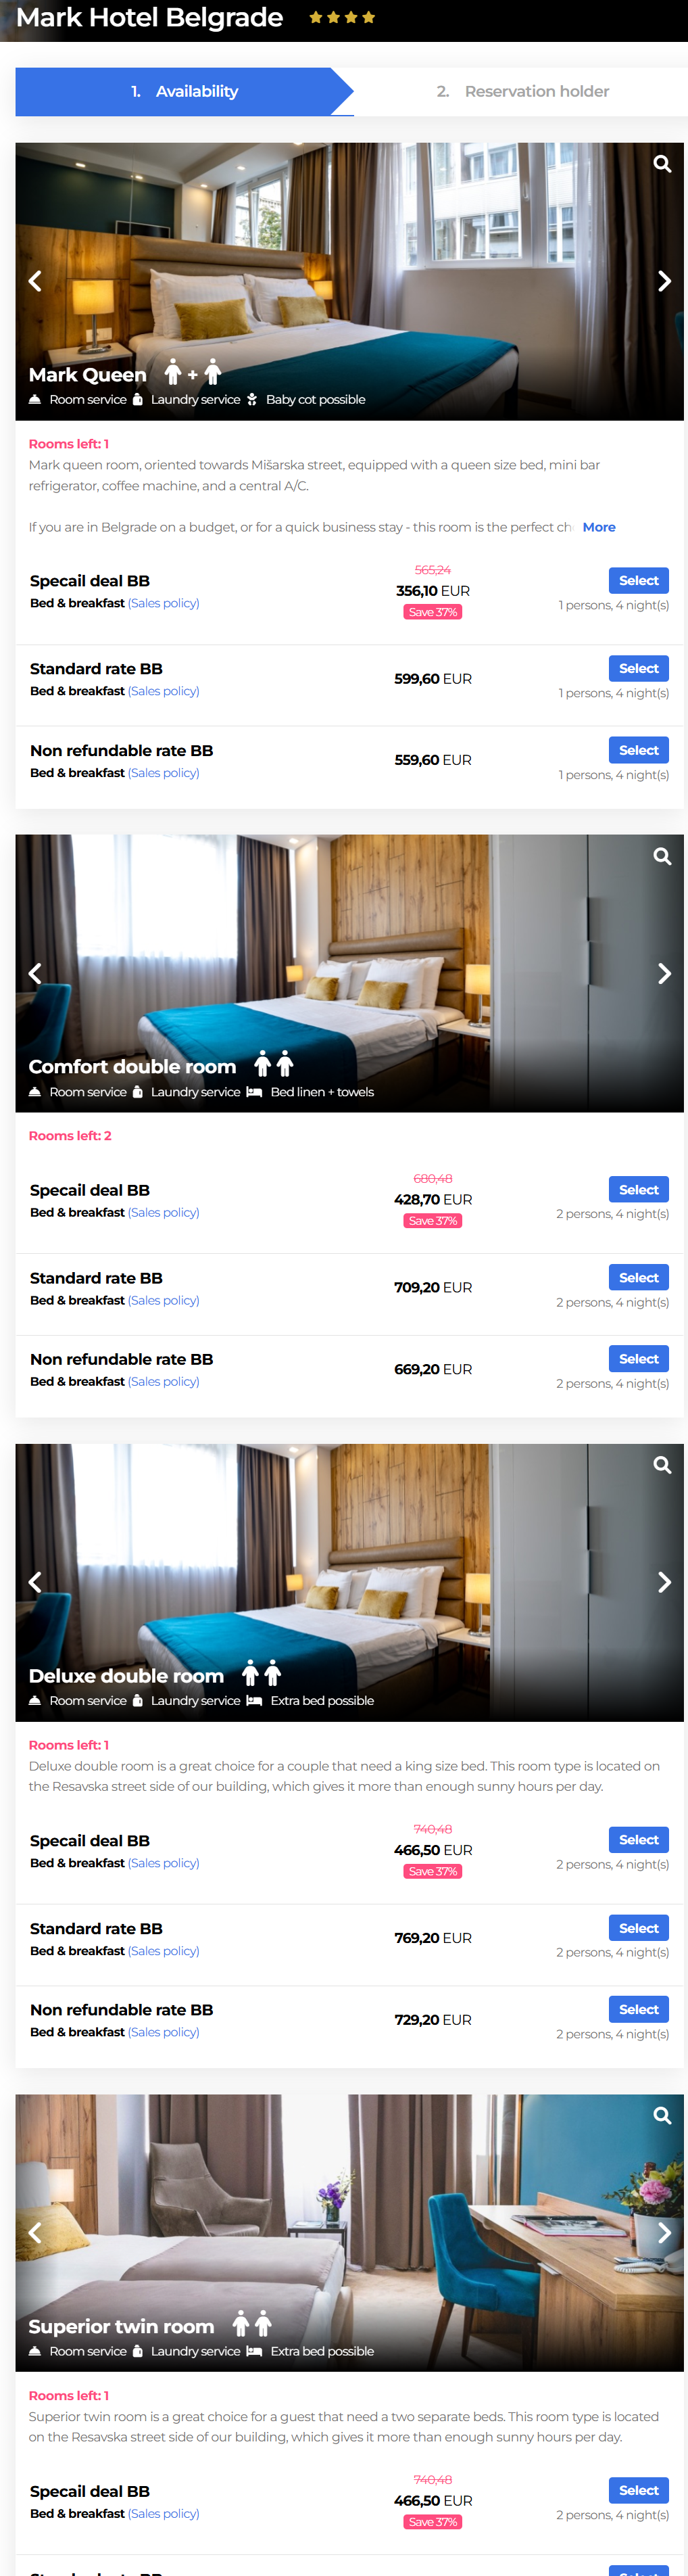 Mark Hotel Belgrade
1. Availability
2. Reservation holder
Mark Queen +
Room service Laundry service Baby cot possible
Rooms left: 1
Mark queen room, oriented towards Mišarska street, equipped with a queen size bed, mini bar
refrigerator, coffee machine, and a central A/C.
If you are in Belgrade on a budget, or for a quick business stay - this room is the perfect ch More
Specail deal BB
Bed & breakfast (Sales policy)
565,24
356,10 EUR
Save 37%
Select
1 persons, 4 night(s)
Standard rate BB
Bed & breakfast (Sales policy)
599,60 EUR
Select
1 persons, 4 night(s)
Non refundable rate BB
Bed & breakfast (Sales policy)
559,60 EUR
Select
1 persons, 4 night(s)
Comfort double room
Room service Laundry service Bed linen + towels
Rooms left: 2
Specail deal BB
Bed & breakfast (Sales policy)
680,48
428,70 EUR
Save 37%
Select
2 persons, 4 night(s)
Standard rate BB
Bed & breakfast (Sales policy)
709,20 EUR
Select
2 persons, 4 night(s)
Non refundable rate BB
Bed & breakfast (Sales policy)
669,20 EUR
Select
2 persons, 4 night(s)
Deluxe double room
Room service Laundry service Extra bed possible
Rooms left: 1
Deluxe double room is a great choice for a couple that need a king size bed. This room type is located on
the Resavska street side of our building, which gives it more than enough sunny hours per day.
Specail deal BB
Bed & breakfast (Sales policy)
740,48
466,50 EUR
Save 37%
Select
2 persons, 4 night(s)
Standard rate BB
Bed & breakfast (Sales policy)
769,20 EUR
Select
2 persons, 4 night(s)
Non refundable rate BB
Bed & breakfast (Sales policy)
729,20 EUR
Select
2 persons, 4 night(s)
Superior twin room
Room service Laundry service Extra bed possible
Rooms left: 1
Superior twin room is a great choice for a guest that need a two separate beds. This room type is located
on the Resavska street side of our building, which gives it more than enough sunny hours per day.
Specail deal BB
Bed & breakfast (Sales policy)
740,48
466,50 EUR
Save 37%
Select
2 persons, 4 night(s)